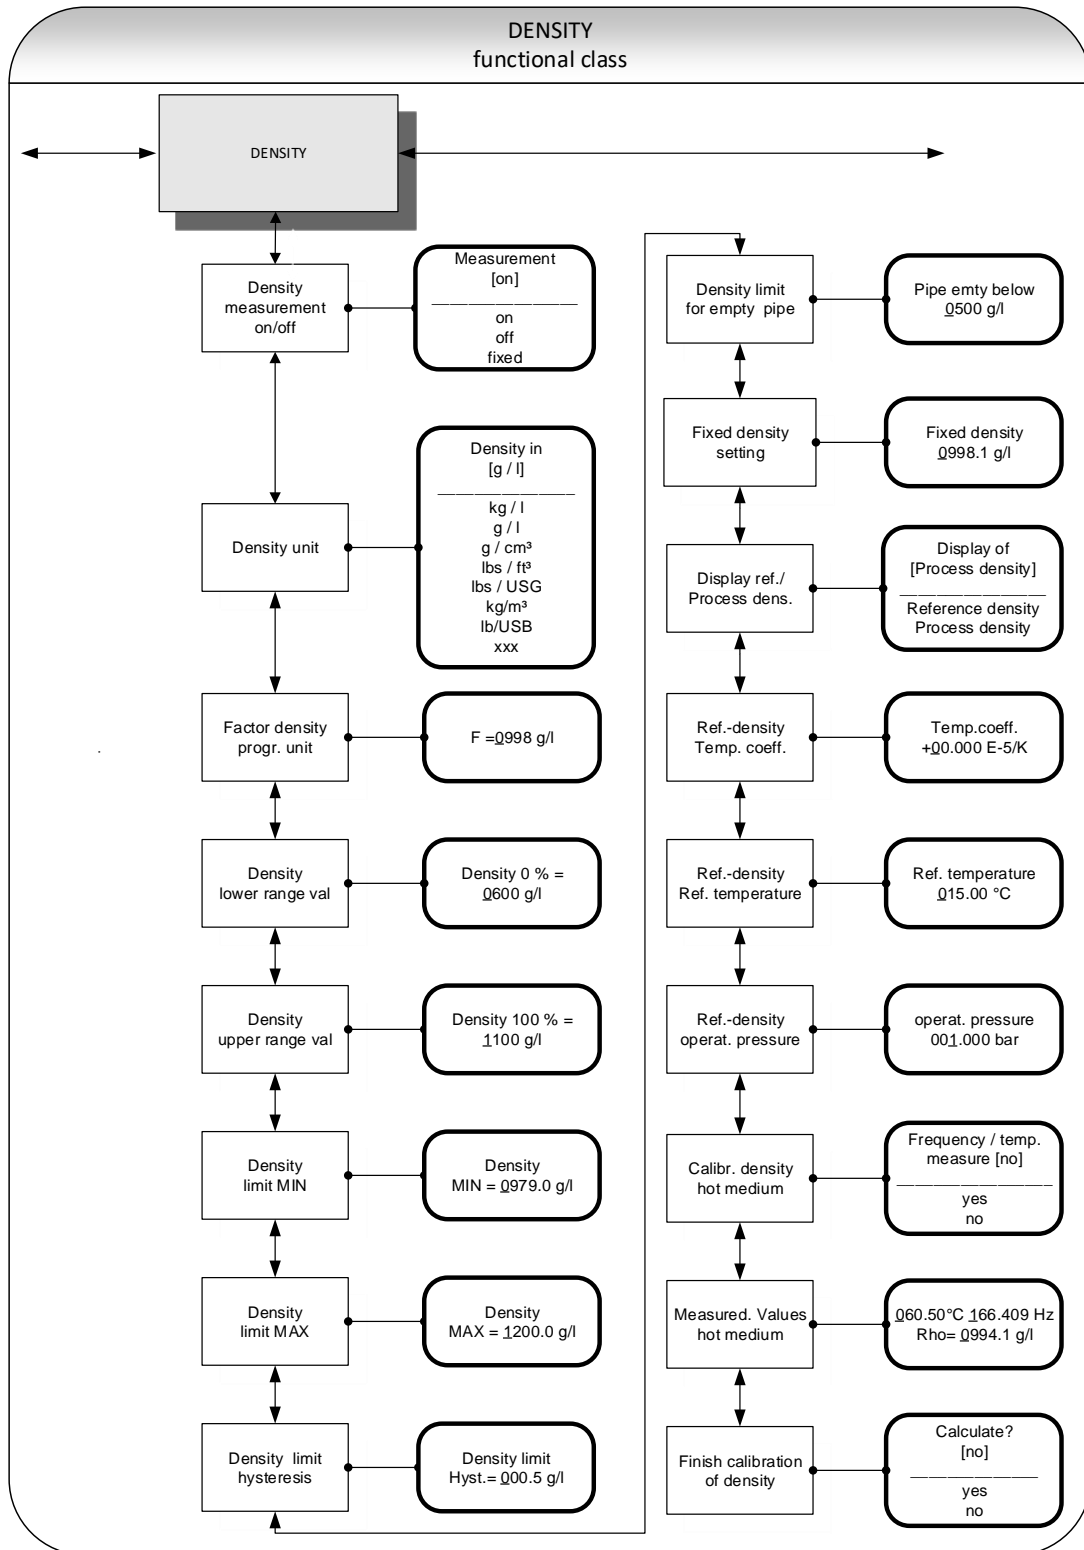 DENSITY
functional class
DENSITY
Density
measurement
on/off
Measurement
[on]
on
off
fixed
Density unit
Density in
[g / l]
kg / l
g / l
g / cm³
lbs / ft³
lbs / USG
kg/m³
lb/USB
xxx
Factor density
progr. unit
F =0998 g/l
Density
lower range val
Density 0 % =
0600 g/l
Density
upper range val
Density 100 % =
1100 g/l
Density
limit MIN
Density
MIN = 0979.0 g/l
Density
limit MAX
Density
MAX = 1200.0 g/l
Density limit
hysteresis
Density limit
Hyst.= 000.5 g/l
Density limit
for empty pipe
Pipe emty below
0500 g/l
Fixed density
setting
Fixed density
0998.1 g/l
Display ref./
Process dens.
Display of
[Process density]
Reference density
Process density
Ref.-density
Temp. coeff.
Temp.coeff.
+00.000 E-5/K
Ref.-density
Ref. temperature
Ref. temperature
015.00 °C
Ref.-density
operat. pressure
operat. pressure
001.000 bar
Calibr. density
hot medium
Frequency / temp.
measure [no]
yes
no
Measured. Values
hot medium
060.50°C 166.409 Hz
Rho= 0994.1 g/l
Finish calibration
of density
Calculate?
[no]
yes
no